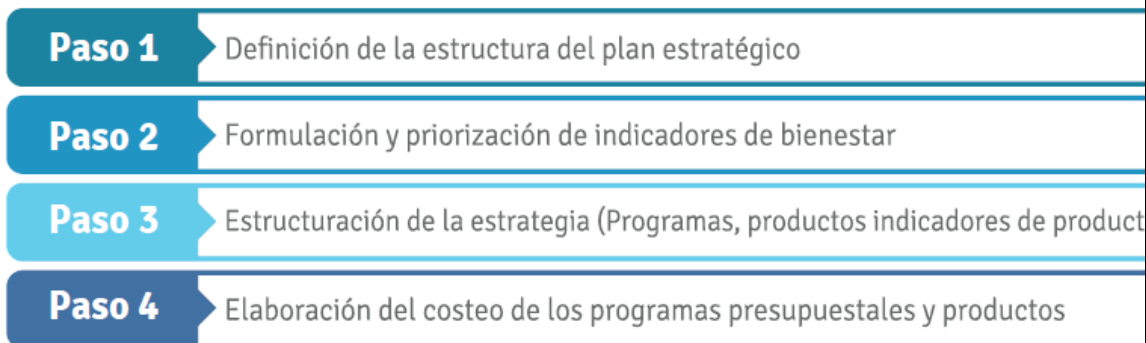 Paso 1
Definición de la estructura del plan estratégico
Paso 2
Formulación y priorización de indicadores de bienestar
Paso 3
Estructuración de la estrategia (Programas, productos indicadores de product
Paso 4
Elaboración del costeo de los programas presupuestales y productos